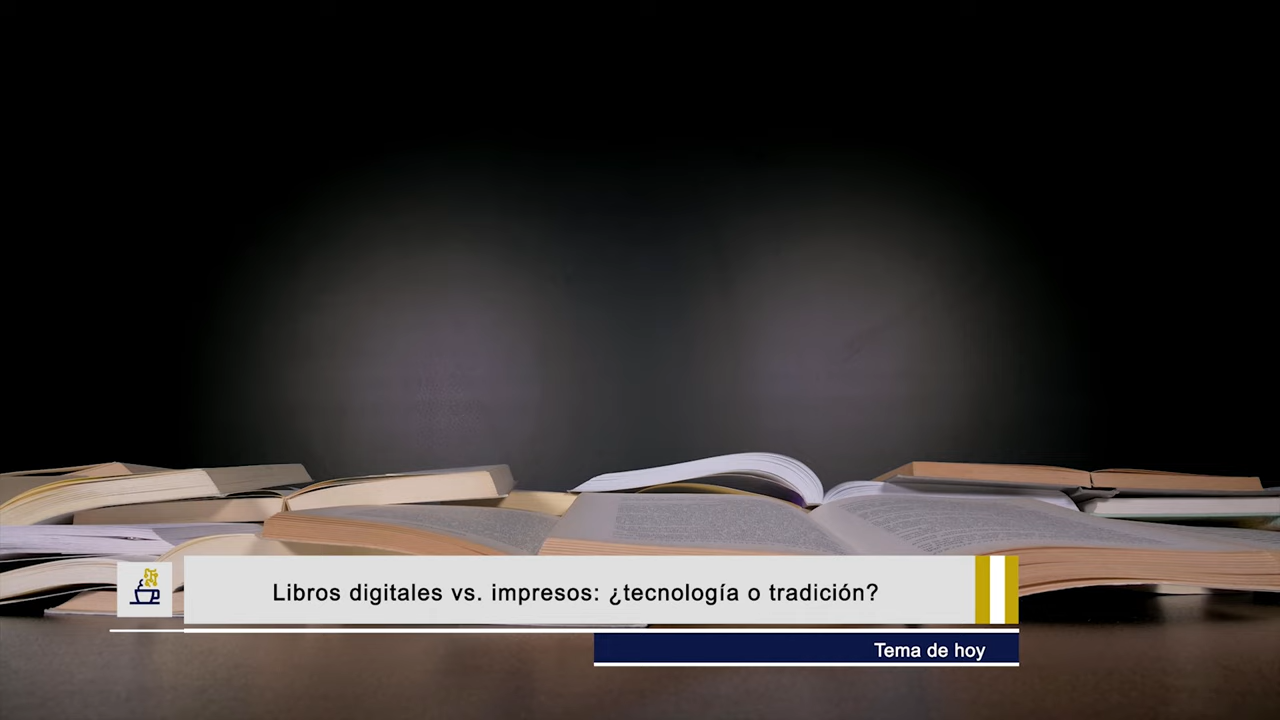 Libros digitales vs. impresos: ¿tecnología o tradición?
Tema de hoy